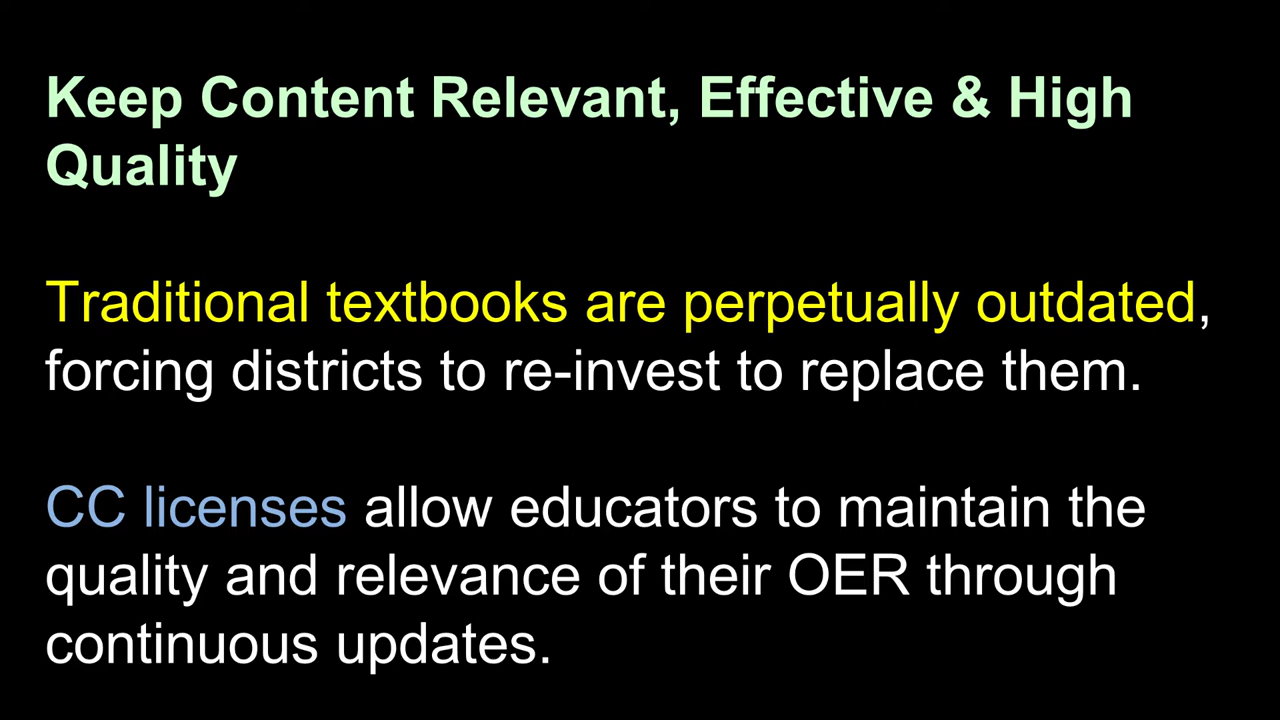 Keep Content Relevant, Effective & High
Quality
Traditional textbooks are perpetually outdated,
forcing districts to re-invest to replace them.
CC licenses allow educators to maintain the
quality and relevance of their OER through
continuous updates.